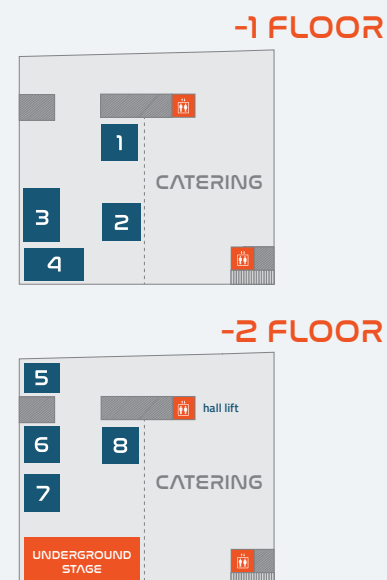 -1 FLOOR
1
CATERING
3
2
4
-2 FLOOR
5
hall lift
6
8
CATERING
7
UNDERGROUND
STAGE